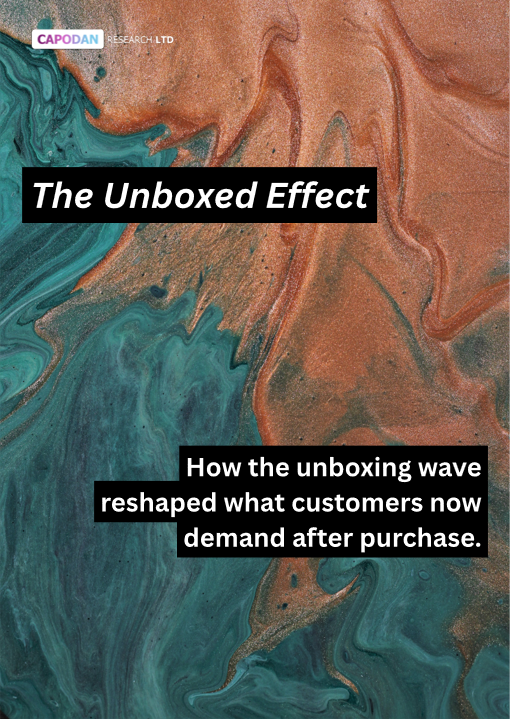 CAPODAN RESEARCH LTD
The Unboxed Effect
How the unboxing wave
reshaped what customers now
demand after purchase.